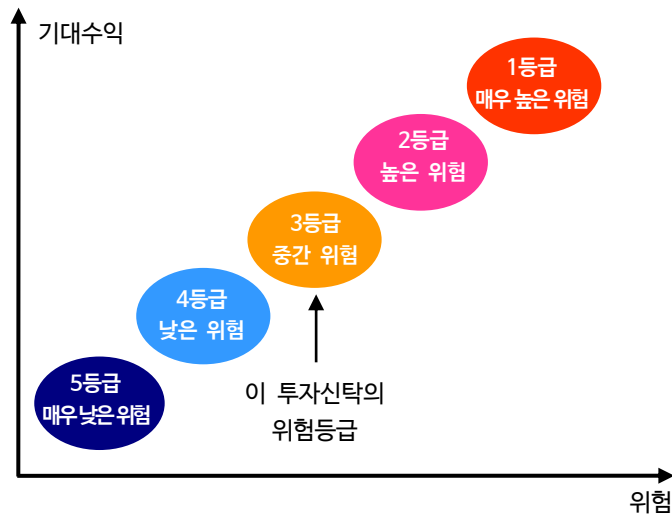 기대수익
1등급
매우 높은 위험
2등급
높은 위험
3등급
중간 위험
4등급
낮은 위험
5등급
매우 낮은 위험
이 투자신탁의
위험등급
위험